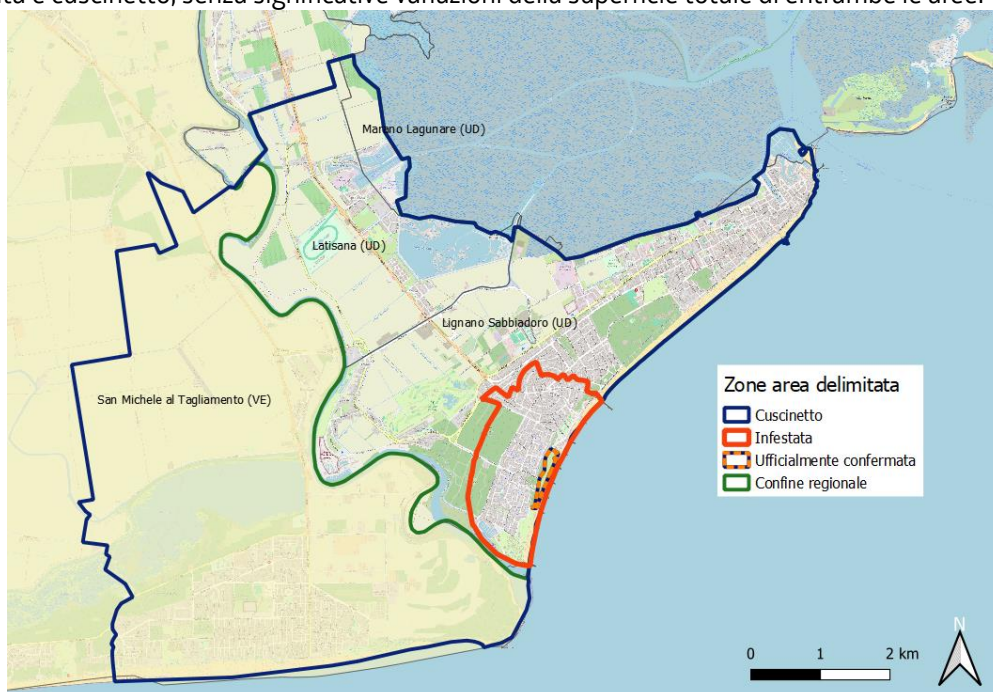 ta e cuscinetto, senza significative variazioni della superficie totale di entrambe le aree.
Marano Lagunare (UD)
Latisana (UD)
Lignano Sabbiadoro (UD)
San Michele al Tagliamento (VE)
Zone area delimitata
Cuscinetto
Infestata
Ufficialmente confermata
Confine regionale
N
0 1 2 km